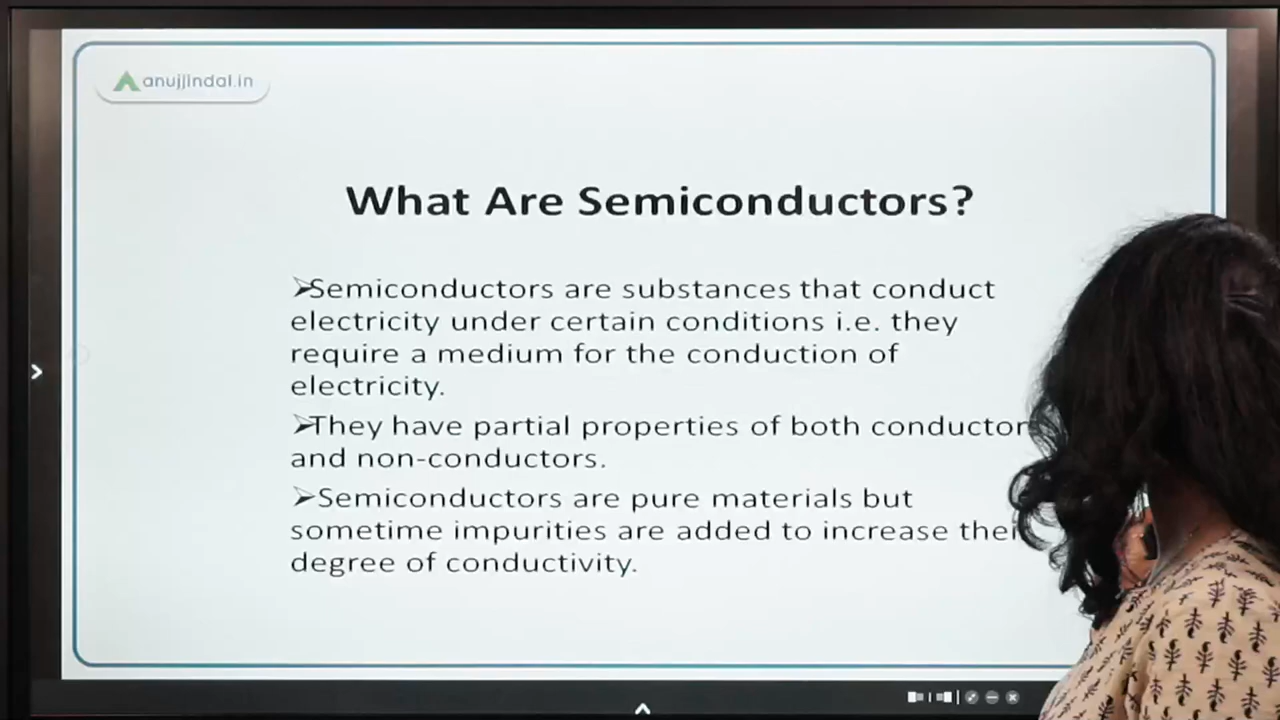 anujjindal.in
What Are Semiconductors?
➢Semiconductors are substances that conduct
electricity under certain conditions i.e. they
require a medium for the conduction of
electricity.
➢They have partial properties of both conductor
and non-conductors.
➢Semiconductors are pure materials but
sometime impurities are added to increase thei
degree of conductivity.